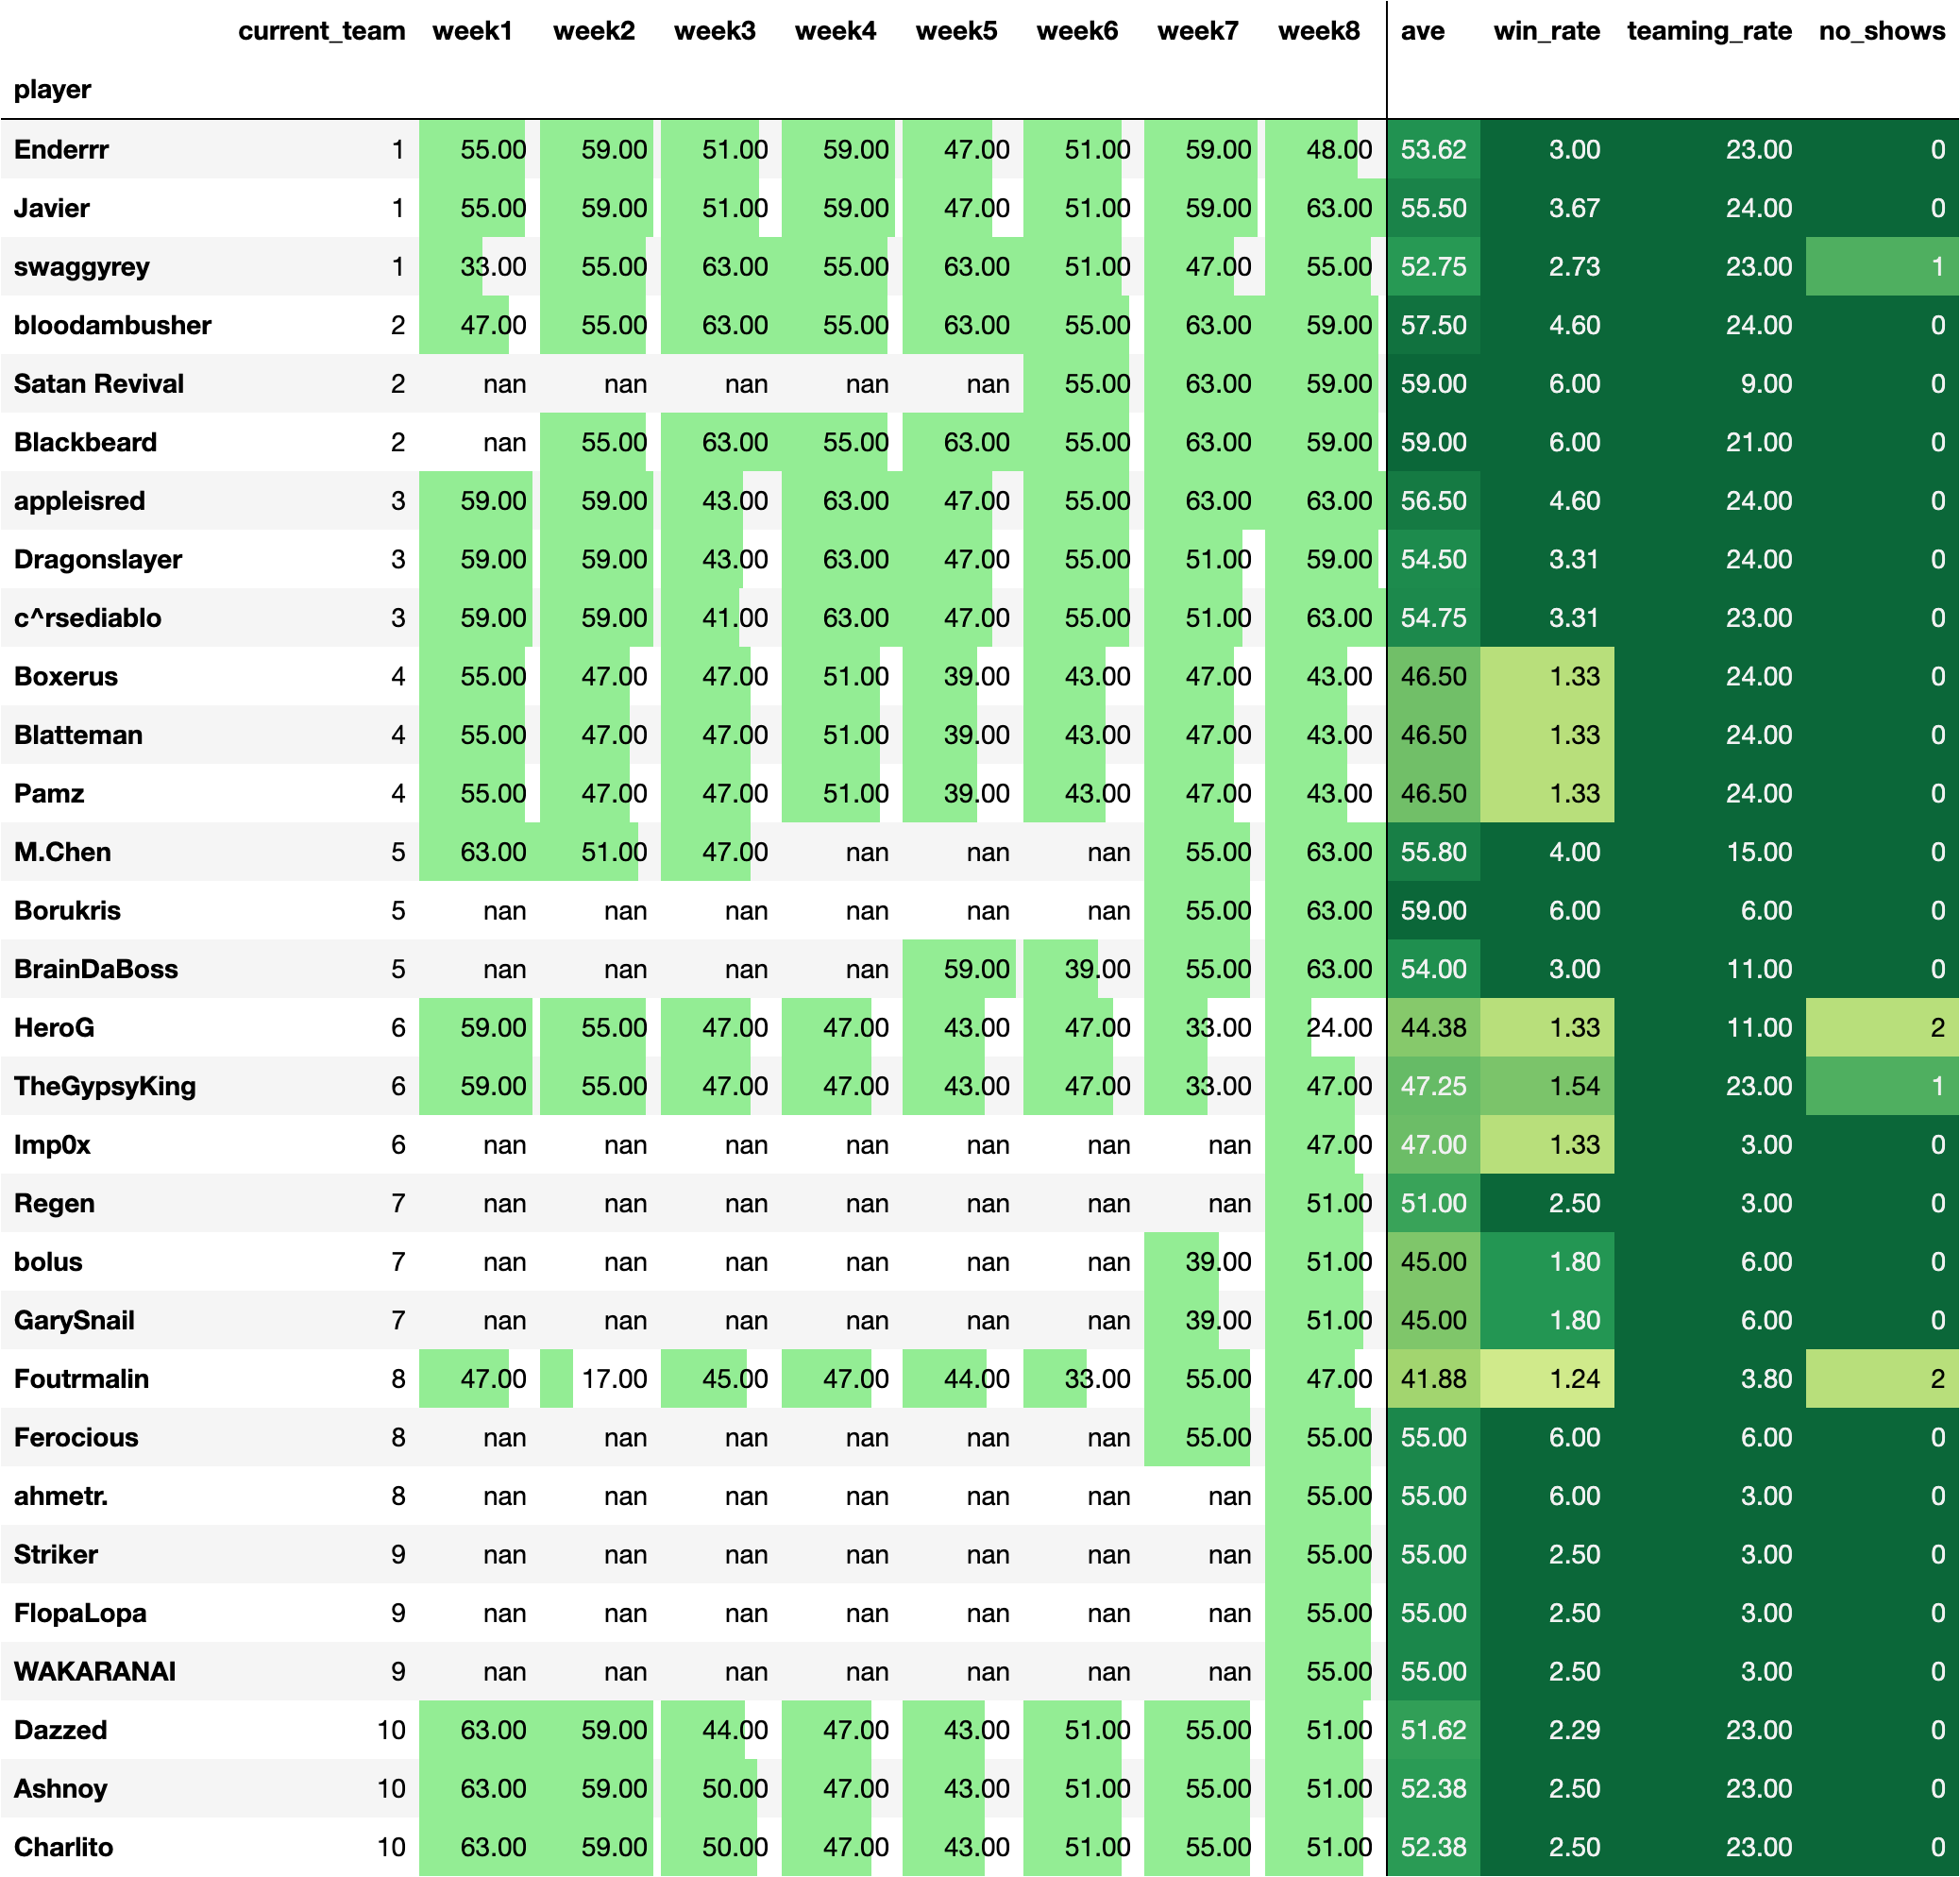 current_team week1 week2 week3 week4 week5 week6 week7 week8 ave win_rate teaming_rate no_shows
player
Enderrr 1 55.00 59.00 51.00 59.00 47.00 51.00 59.00 48.00 53.62 3.00 23.00 0
Javier 1 55.00 59.00 51.00 59.00 47.00 51.00 59.00 63.00 55.50 3.67 24.00 0
swaggyrey 1 33.00 55.00 63.00 55.00 63.00 51.00 47.00 55.00 52.75 2.73 23.00 1
bloodambusher 2 47.00 55.00 63.00 55.00 63.00 55.00 63.00 59.00 57.50 4.60 24.00 0
Satan Revival 2 nan nan nan nan nan 55.00 63.00 59.00 59.00 6.00 9.00 0
Blackbeard 2 nan 55.00 63.00 55.00 63.00 55.00 63.00 59.00 59.00 6.00 21.00 0
appleisred 3 59.00 59.00 43.00 63.00 47.00 55.00 63.00 63.00 56.50 4.60 24.00 0
Dragonslayer 3 59.00 59.00 43.00 63.00 47.00 55.00 51.00 59.00 54.50 3.31 24.00 0
c^rsediablo 3 59.00 59.00 41.00 63.00 47.00 55.00 51.00 63.00 54.75 3.31 23.00 0
Boxerus 4 55.00 47.00 47.00 51.00 39.00 43.00 47.00 43.00 46.50 1.33 24.00 0
Blatteman 4 55.00 47.00 47.00 51.00 39.00 43.00 47.00 43.00 46.50 1.33 24.00 0
Pamz 4 55.00 47.00 47.00 51.00 39.00 43.00 47.00 43.00 46.50 1.33 24.00 0
M.Chen 5 63.00 51.00 47.00 nan nan nan 55.00 63.00 55.80 4.00 15.00 0
Borukris 5 nan nan nan nan nan nan 55.00 63.00 59.00 6.00 6.00 0
BrainDaBoss 5 nan nan nan nan 59.00 39.00 55.00 63.00 54.00 3.00 11.00 0
HeroG 6 59.00 55.00 47.00 47.00 43.00 47.00 33.00 24.00 44.38 1.33 11.00 2
TheGypsyKing 6 59.00 55.00 47.00 47.00 43.00 47.00 33.00 47.00 47.25 1.54 23.00 1
Imp0x 6 nan nan nan nan nan nan nan 47.00 47.00 1.33 3.00 0
Regen 7 nan nan nan nan nan nan nan 51.00 51.00 2.50 3.00 0
bolus 7 nan nan nan nan nan nan 39.00 51.00 45.00 1.80 6.00 0
GarySnail 7 nan nan nan nan nan nan 39.00 51.00 45.00 1.80 6.00 0
Foutrmalin 8 47.00 17.00 45.00 47.00 44.00 33.00 55.00 47.00 41.88 1.24 3.80 2
Ferocious 8 nan nan nan nan nan nan 55.00 55.00 55.00 6.00 6.00 0
ahmetr. 8 nan nan nan nan nan nan nan 55.00 55.00 6.00 3.00 0
Striker 9 nan nan nan nan nan nan nan 55.00 55.00 2.50 3.00 0
FlopaLopa 9 nan nan nan nan nan nan nan 55.00 55.00 2.50 3.00 0
WAKARANAI 9 nan nan nan nan nan nan nan 55.00 55.00 2.50 3.00 0
Dazzed 10 63.00 59.00 44.00 47.00 43.00 51.00 55.00 51.00 51.62 2.29 23.00 0
Ashnoy 10 63.00 59.00 50.00 47.00 43.00 51.00 55.00 51.00 52.38 2.50 23.00 0
Charlito 10 63.00 59.00 50.00 47.00 43.00 51.00 55.00 51.00 52.38 2.50 23.00 0